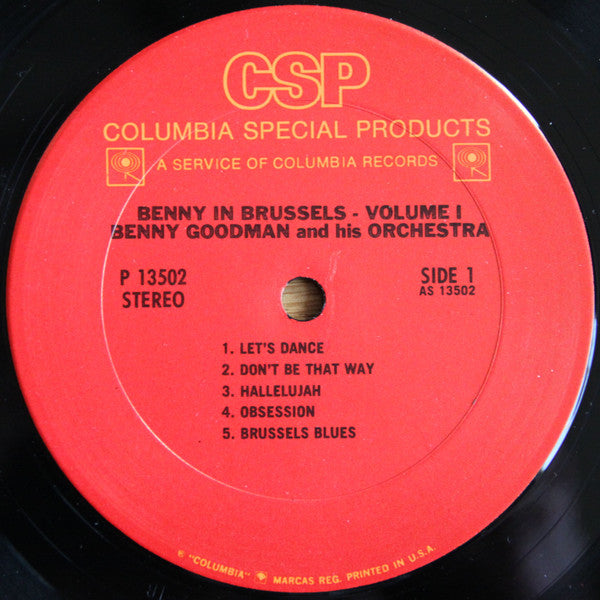 CSP
COLUMBIA SPECIAL PRODUCTS
A SERVICE OF COLUMBIA RECORDS
BENNY IN BRUSSELS - VOLUME I
BENNY GOODMAN and his ORCHESTRA
P 13502
STEREO
SIDE 1
AS 13502
1. LET'S DANCE
2. DON'T BE THAT WAY
3. HALLELUJAH
4. OBSESSION
5. BRUSSELS BLUES
® "COLUMBIA" MARCAS REG. PRINTED IN U.S.A.